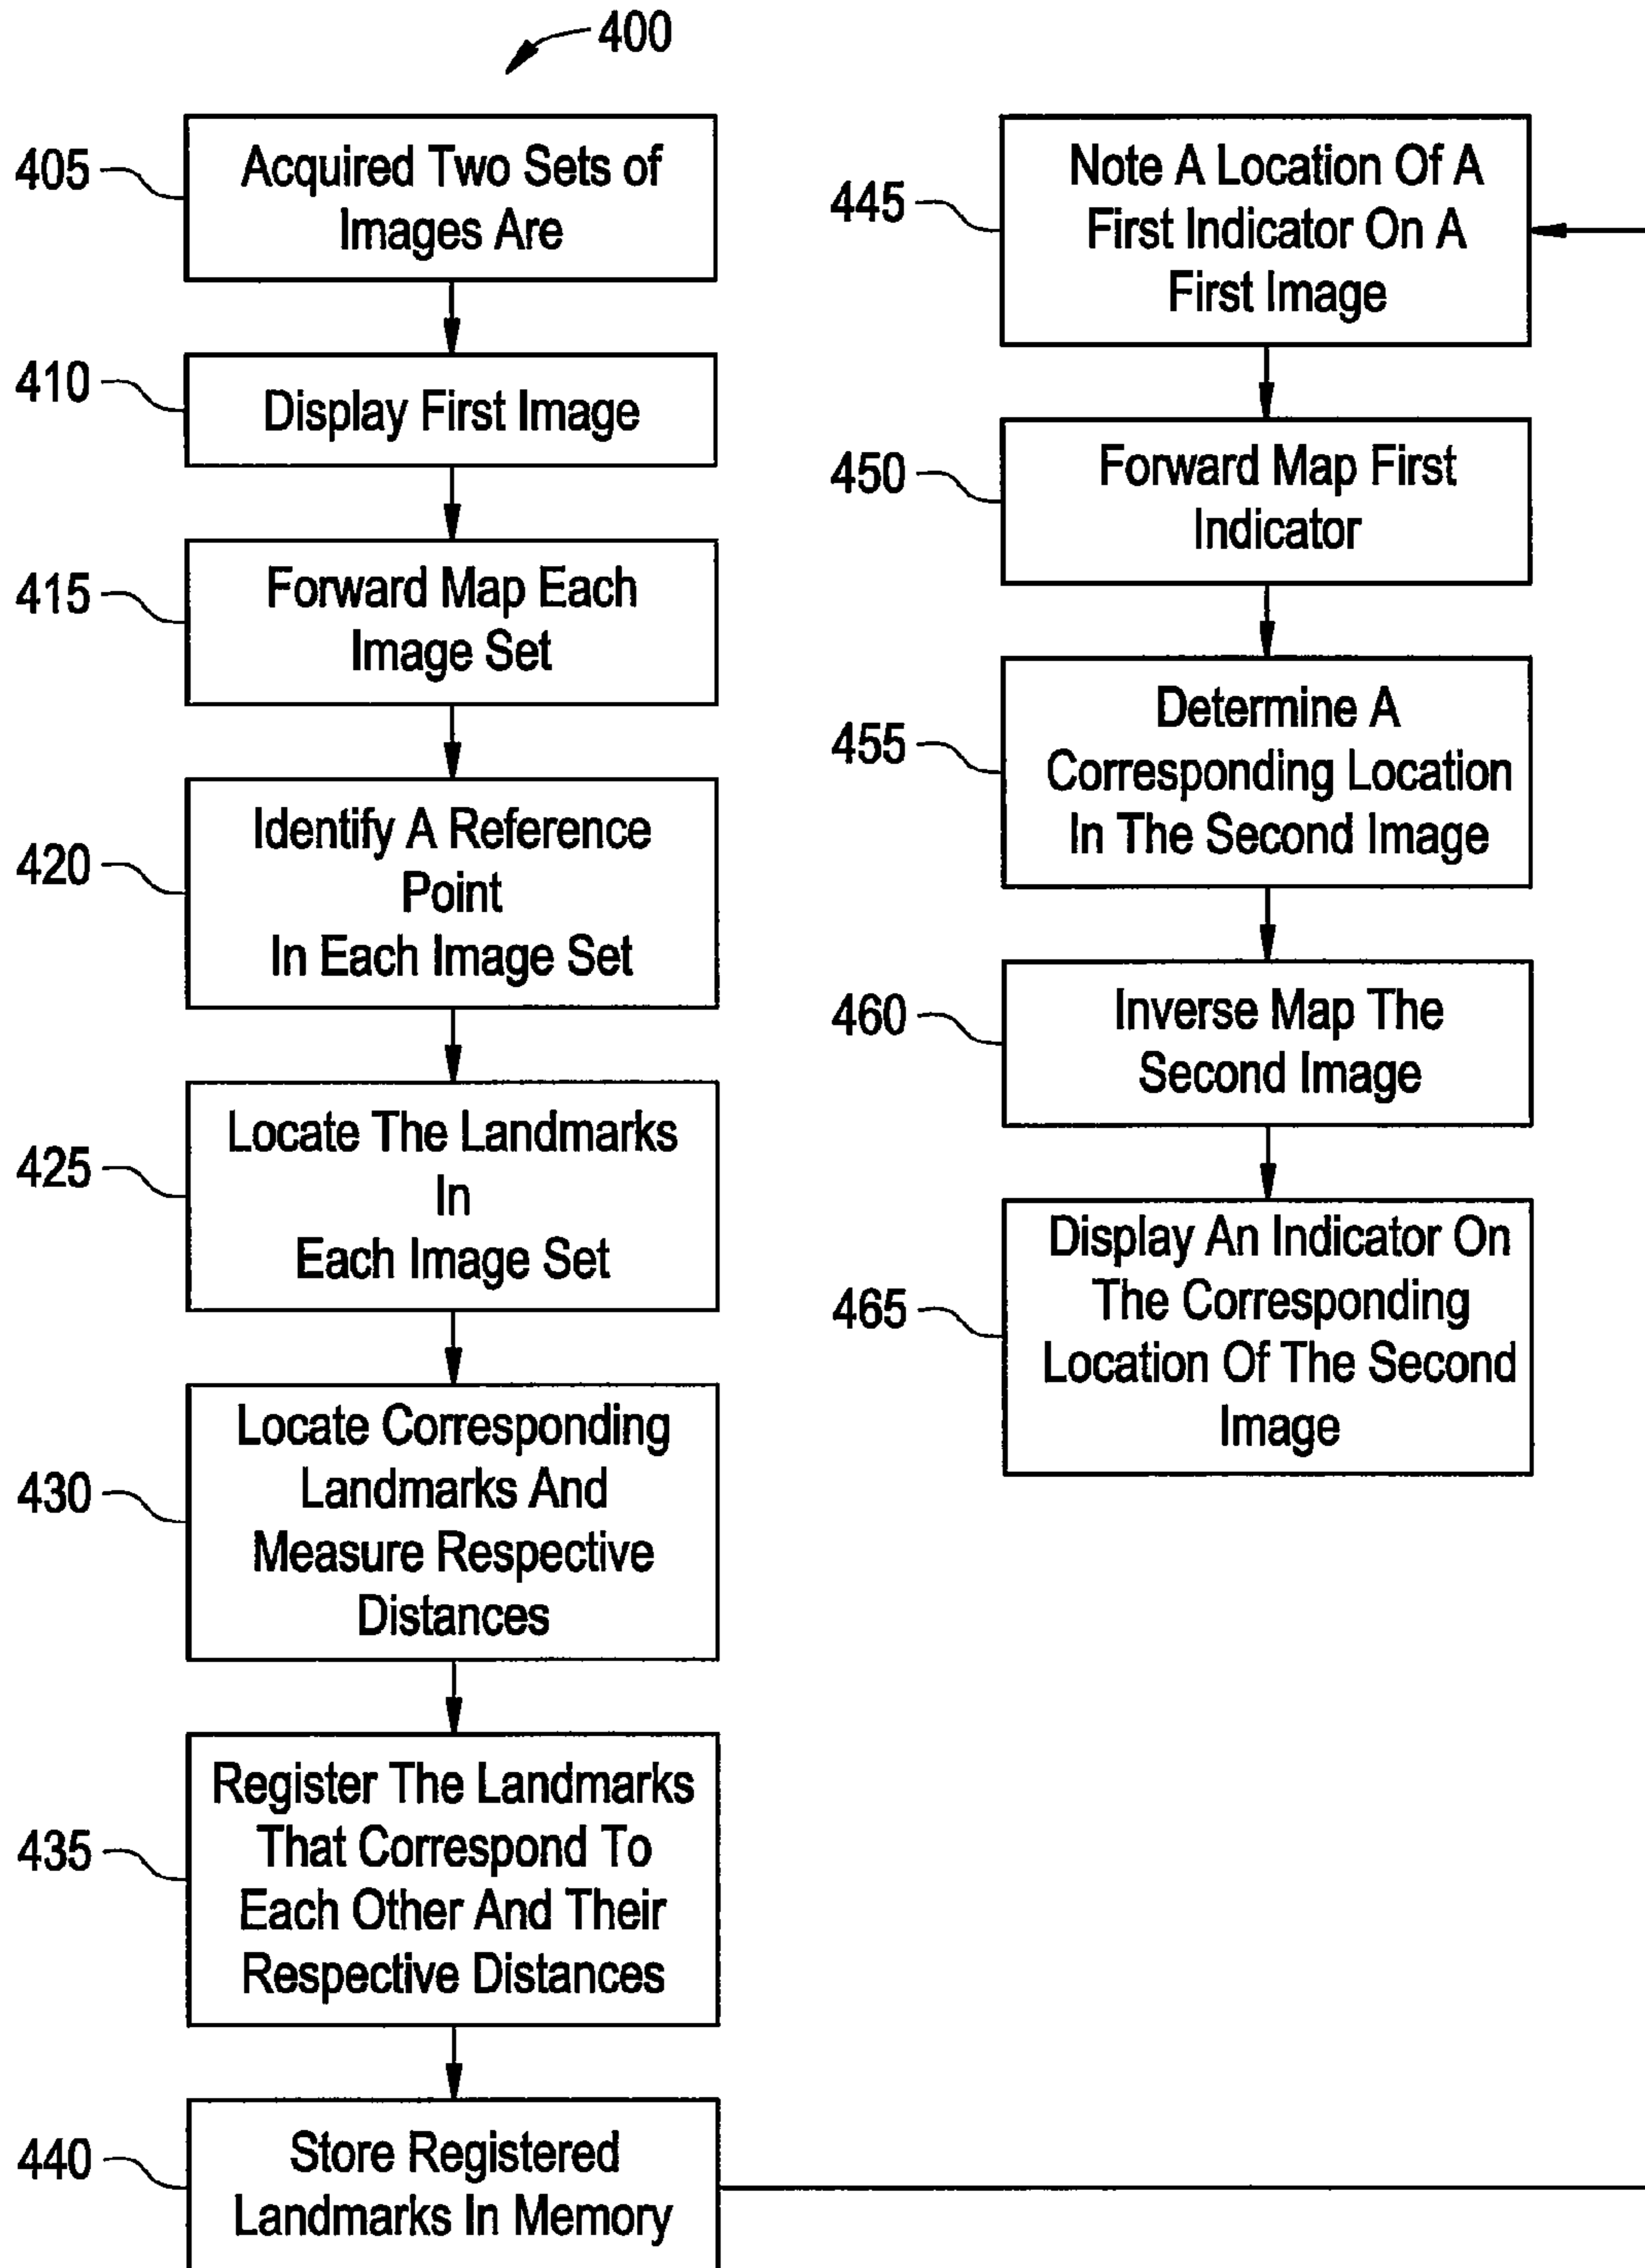 400
405
Acquired Two Sets of
Images Are
410
Display First Image
415
Forward Map Each
Image Set
420
Identify A Reference
Point
In Each Image Set
425
Locate The Landmarks
In
Each Image Set
430
Locate Corresponding
Landmarks And
Measure Respective
Distances
435
Register The Landmarks
That Correspond To
Each Other And Their
Respective Distances
440
Store Registered
Landmarks In Memory
445
Note A Location Of A
First Indicator On A
First Image
450
Forward Map First
Indicator
455
Determine A
Corresponding Location
In The Second Image
460
Inverse Map The
Second Image
465
Display An Indicator On
The Corresponding
Location Of The Second
Image